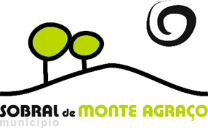 SOBRAL de MONTE AGRAÇO
município